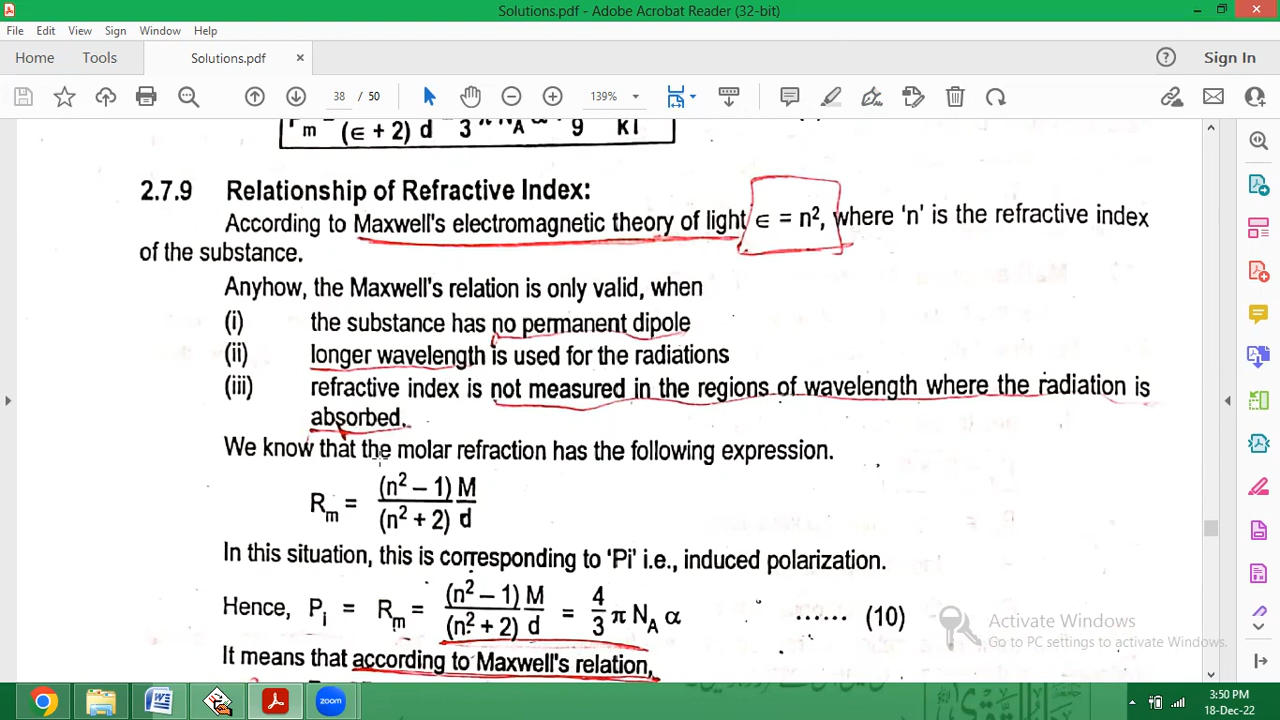 Solutions.pdf - Adobe Acrobat Reader (32-bit)
File Edit View Sign Window Help
Home Tools Solutions.pdf × Sign In
38 / 50 139%
(∈ + 2) d 3 9 kT
2.7.9 Relationship of Refractive Index:
According to Maxwell's electromagnetic theory of light ∈ = n², where 'n' is the refractive index
of the substance.
Anyhow, the Maxwell's relation is only valid, when
(i) the substance has no permanent dipole
(ii) longer wavelength is used for the radiations
(iii) refractive index is not measured in the regions of wavelength where the radiation is
absorbed.
We know that the molar refraction has the following expression.
Rm = (n² – 1) M / (n² + 2) d
In this situation, this is corresponding to 'Pi' i.e., induced polarization.
Hence, Pi = Rm = (n² – 1) M / (n² + 2) d = 4/3 π NA α ...... (10)
It means that according to Maxwell's relation,
Activate Windows
Go to PC settings to activate Windows.
3:50 PM
18-Dec-22